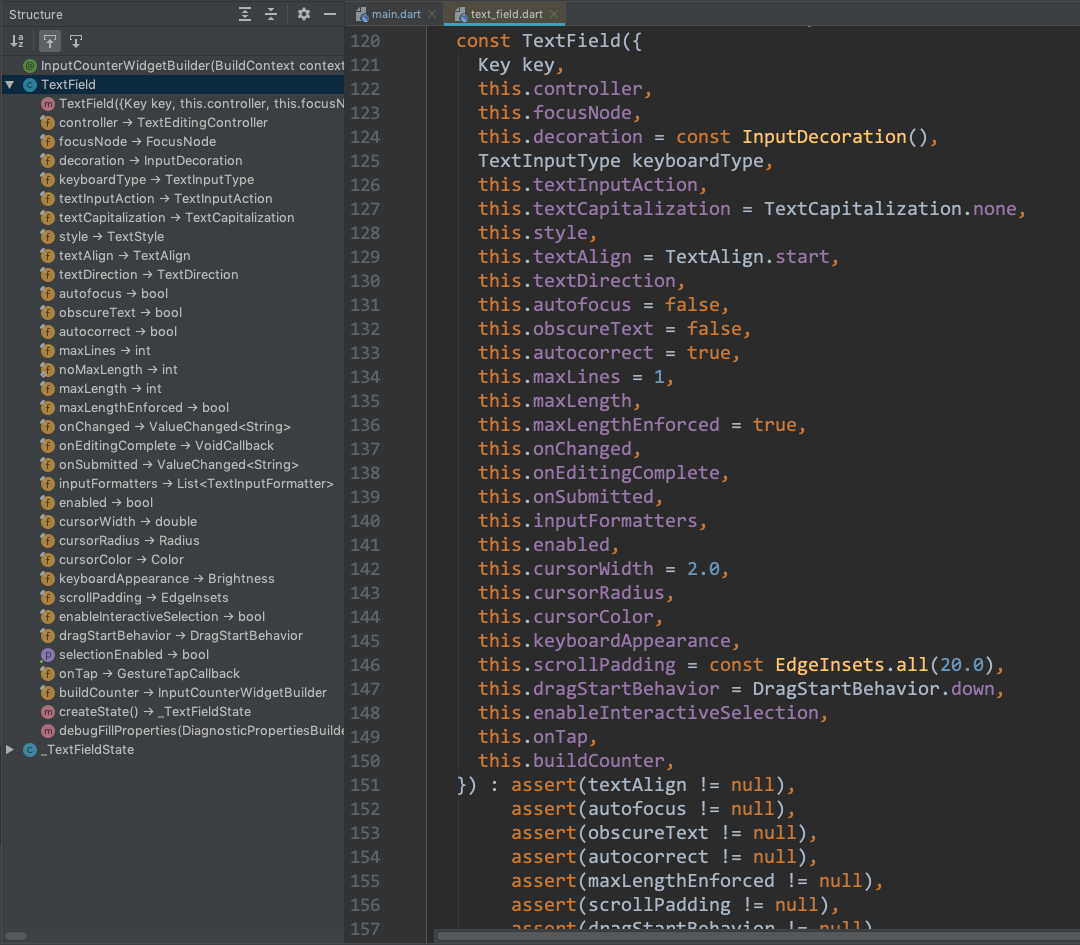 Structure
main.dart
text_field.dart
InputCounterWidgetBuilder(BuildContext context
TextField
TextField({Key key, this.controller, this.focusN
controller → TextEditingController
focusNode → FocusNode
decoration → InputDecoration
keyboardType → TextInputType
textInputAction → TextInputAction
textCapitalization → TextCapitalization
style → TextStyle
textAlign → TextAlign
textDirection → TextDirection
autofocus → bool
obscureText → bool
autocorrect → bool
maxLines → int
noMaxLength → int
maxLength → int
maxLengthEnforced → bool
onChanged → ValueChanged<String>
onEditingComplete → VoidCallback
onSubmitted → ValueChanged<String>
inputFormatters → List<TextInputFormatter>
enabled → bool
cursorWidth → double
cursorRadius → Radius
cursorColor → Color
keyboardAppearance → Brightness
scrollPadding → EdgeInsets
enableInteractiveSelection → bool
dragStartBehavior → DragStartBehavior
selectionEnabled → bool
onTap → GestureTapCallback
buildCounter → InputCounterWidgetBuilder
createState() → _TextFieldState
debugFillProperties(DiagnosticPropertiesBuilde
_TextFieldState
120 const TextField({
121 Key key,
122 this.controller,
123 this.focusNode,
124 this.decoration = const InputDecoration(),
125 TextInputType keyboardType,
126 this.textInputAction,
127 this.textCapitalization = TextCapitalization.none,
128 this.style,
129 this.textAlign = TextAlign.start,
130 this.textDirection,
131 this.autofocus = false,
132 this.obscureText = false,
133 this.autocorrect = true,
134 this.maxLines = 1,
135 this.maxLength,
136 this.maxLengthEnforced = true,
137 this.onChanged,
138 this.onEditingComplete,
139 this.onSubmitted,
140 this.inputFormatters,
141 this.enabled,
142 this.cursorWidth = 2.0,
143 this.cursorRadius,
144 this.cursorColor,
145 this.keyboardAppearance,
146 this.scrollPadding = const EdgeInsets.all(20.0),
147 this.dragStartBehavior = DragStartBehavior.down,
148 this.enableInteractiveSelection,
149 this.onTap,
150 this.buildCounter,
151 }) : assert(textAlign != null),
152 assert(autofocus != null),
153 assert(obscureText != null),
154 assert(autocorrect != null),
155 assert(maxLengthEnforced != null),
156 assert(scrollPadding != null),
157 assert(dragStartBehavior != null)